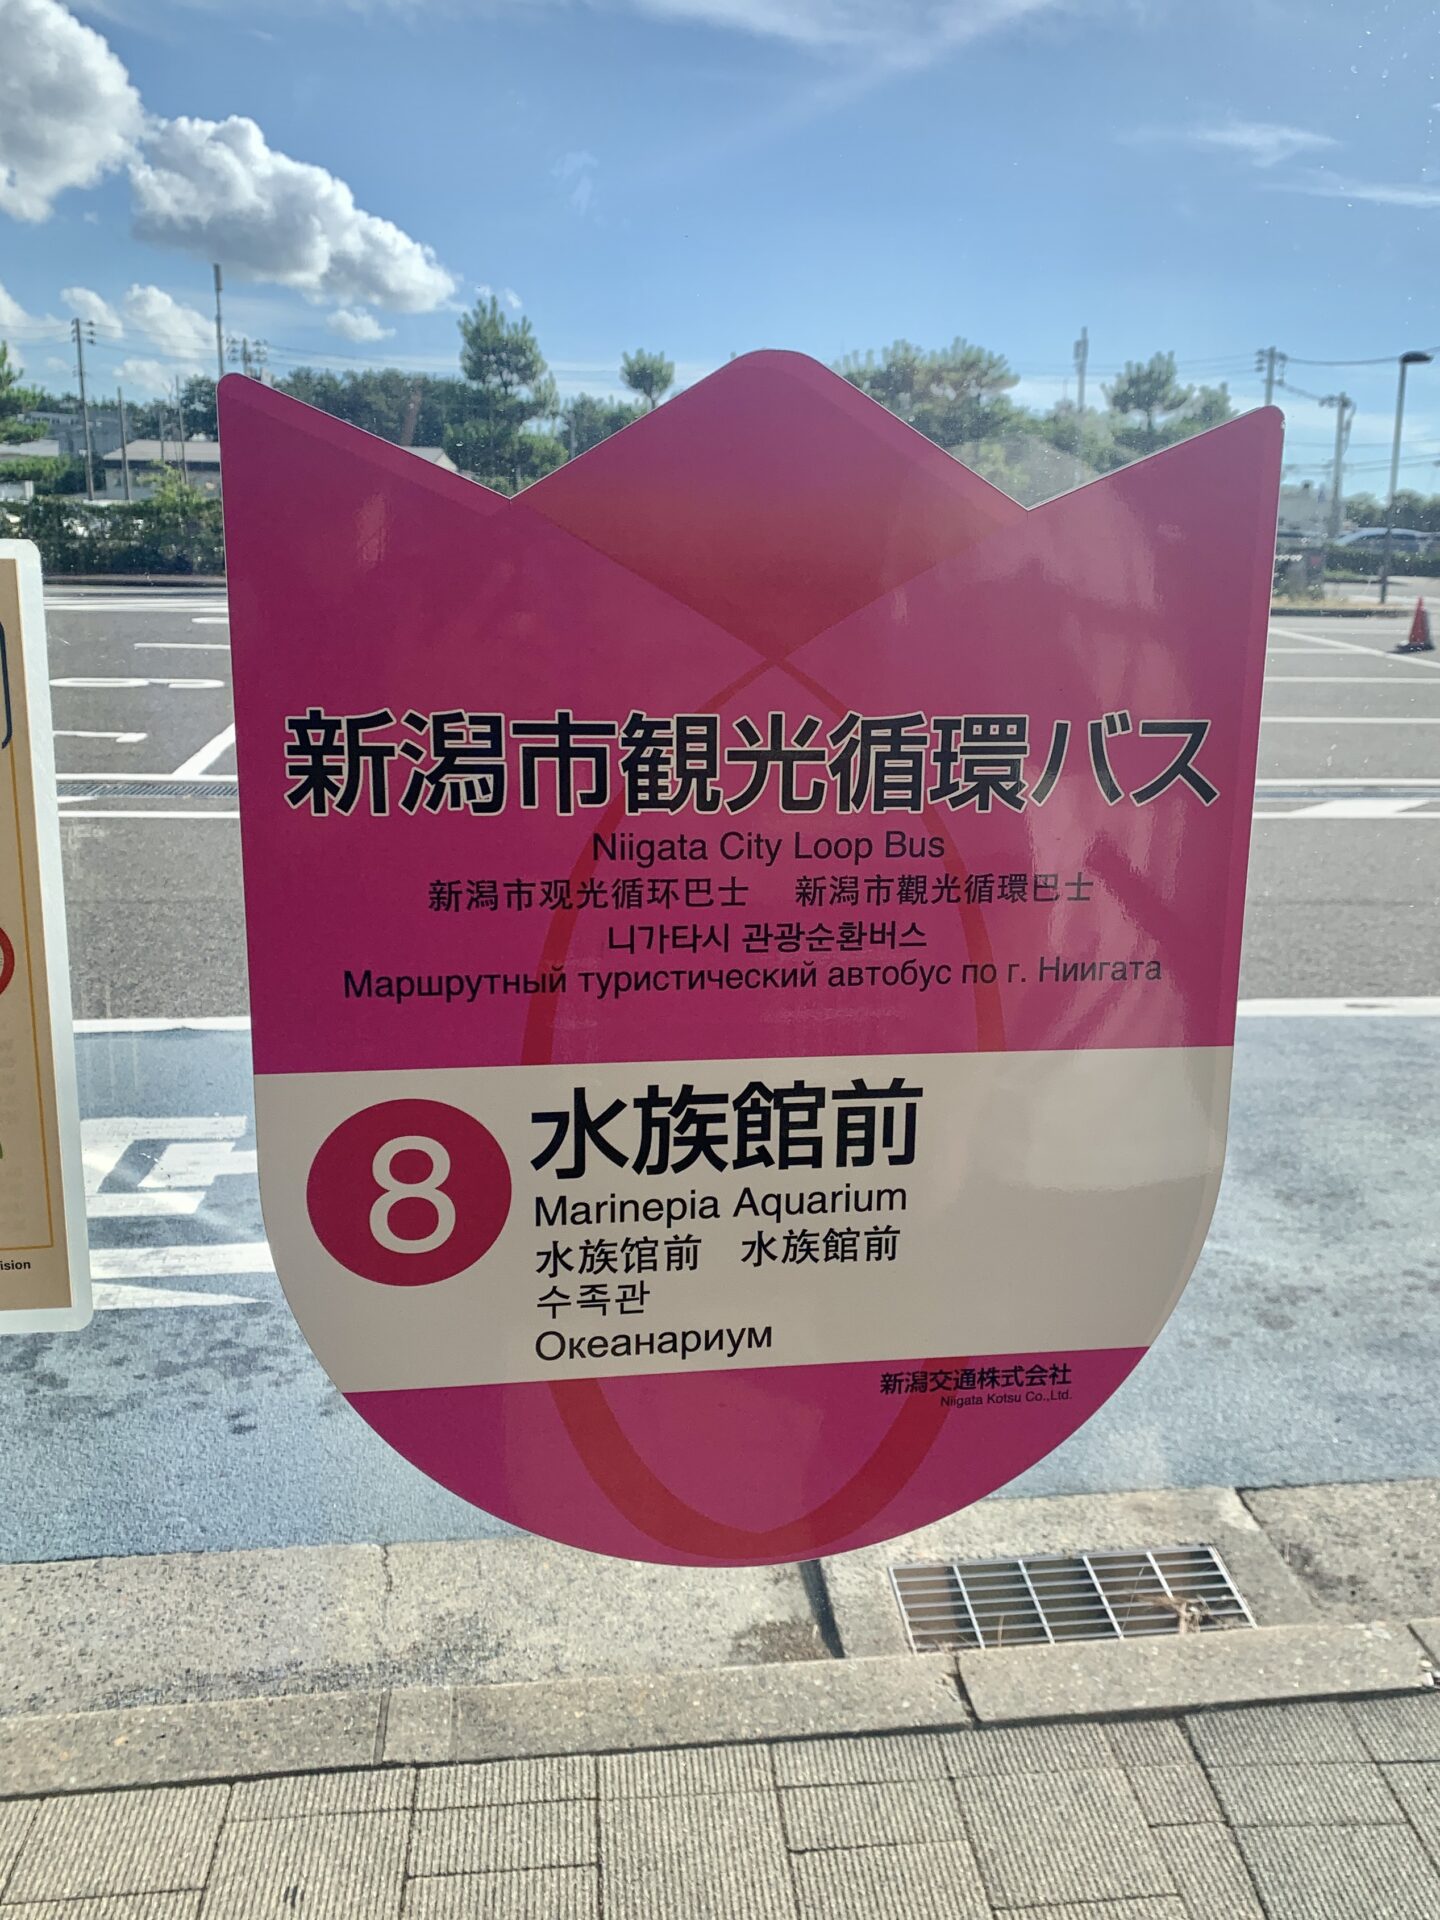 新潟市観光循環バス
Niigata City Loop Bus
新潟市观光循环巴士　新潟市觀光循環巴士
니가타시 관광순환버스
Маршрутный туристический автобус по г. Ниигата
8
水族館前
Marinepia Aquarium
水族馆前　水族館前
수족관
Океанариум
新潟交通株式会社
Niigata Kotsu Co.,Ltd.